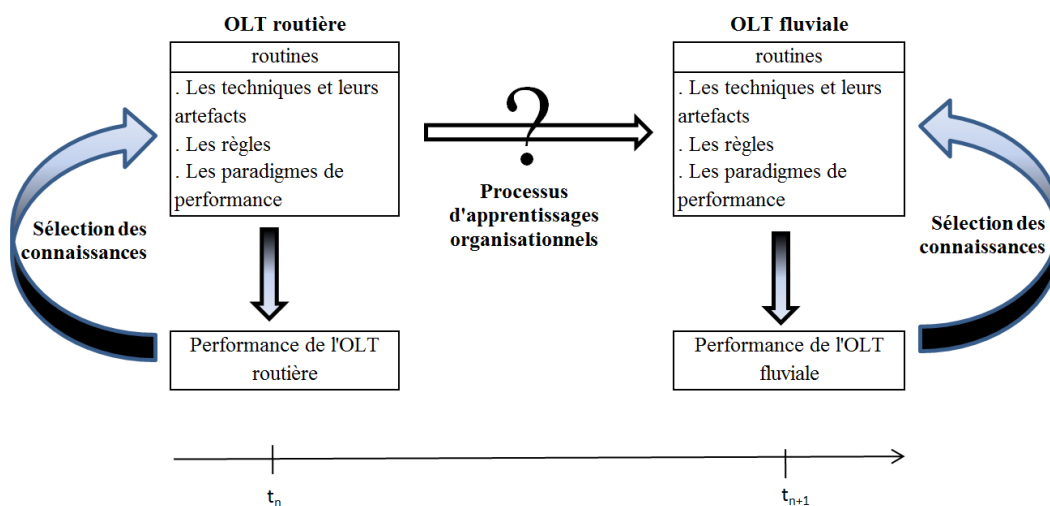 OLT routière
routines
. Les techniques et leurs
artefacts
. Les règles
. Les paradigmes de
performance
Sélection des
connaissances
Performance de l'OLT
routière
?
Processus
d'apprentissages
organisationnels
OLT fluviale
routines
. Les techniques et leurs
artefacts
. Les règles
. Les paradigmes de
performance
Sélection des
connaissances
Performance de l'OLT
fluviale
tn
tn+1